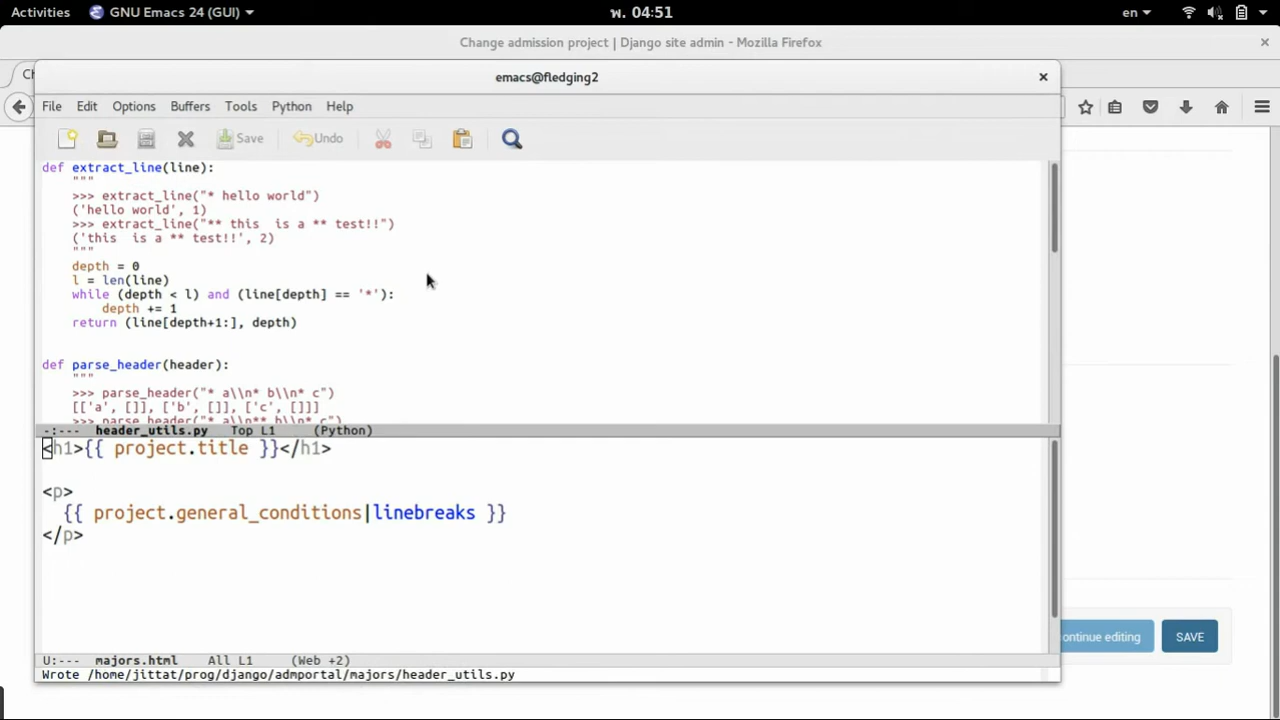 Activities GNU Emacs 24 (GUI) พ. 04:51 en
Change admission project | Django site admin - Mozilla Firefox
emacs@fledging2
File Edit Options Buffers Tools Python Help
Save Undo
def extract_line(line):
"""
>>> extract_line("* hello world")
('hello world', 1)
>>> extract_line("** this  is a ** test!!")
('this  is a ** test!!', 2)
"""
depth = 0
l = len(line)
while (depth < l) and (line[depth] == '*'):
depth += 1
return (line[depth+1:], depth)
def parse_header(header):
"""
>>> parse_header("* a\\n* b\\n* c")
[['a', []], ['b', []], ['c', []]]
>>> parse_header("* a\\n** b\\n* c")
-:--- header_utils.py Top L1 (Python)
<h1>{{ project.title }}</h1>
<p>
{{ project.general_conditions|linebreaks }}
</p>
ontinue editing SAVE
U:--- majors.html All L1 (Web +2)
Wrote /home/jittat/prog/django/admportal/majors/header_utils.py